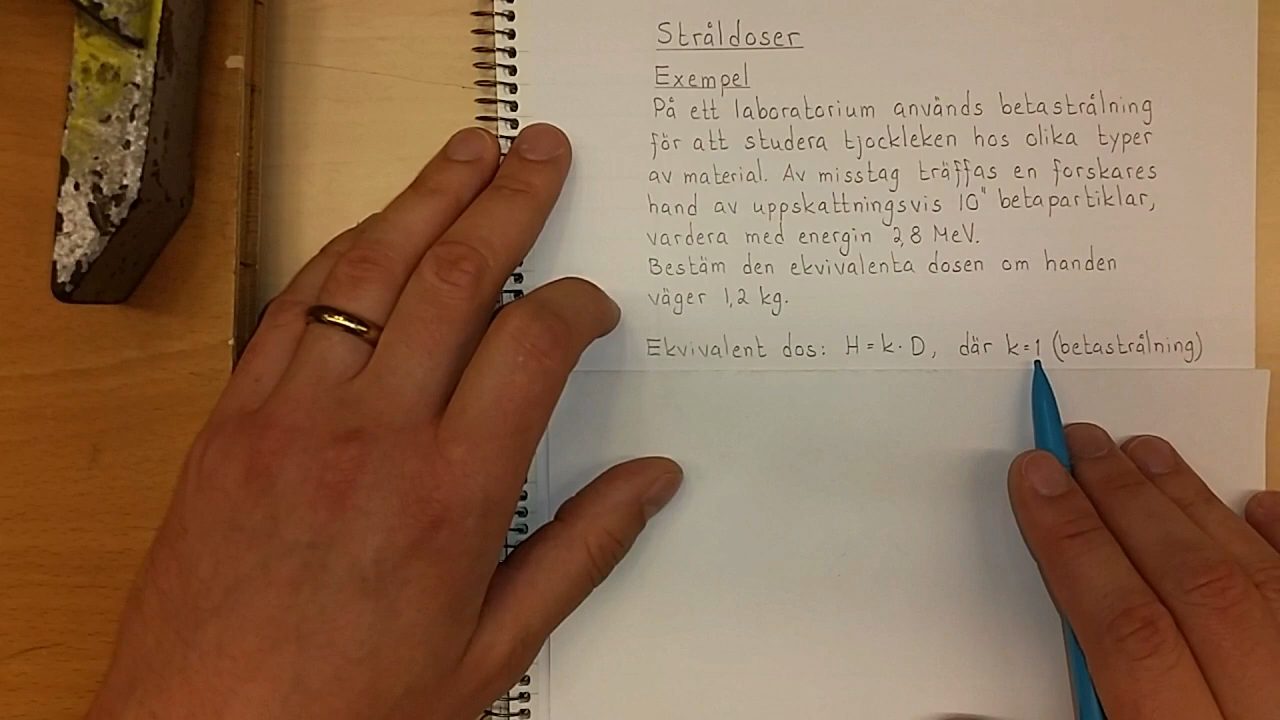 Stråldoser
Exempel
På ett laboratorium används betastrålning
för att studera tjockleken hos olika typer
av material. Av misstag träffas en forskares
hand av uppskattningsvis 10¹¹ betapartiklar,
vardera med energin 2,8 MeV.
Bestäm den ekvivalenta dosen om handen
väger 1,2 kg.
Ekvivalent dos: H = k · D, där k=1 (betastrålning)